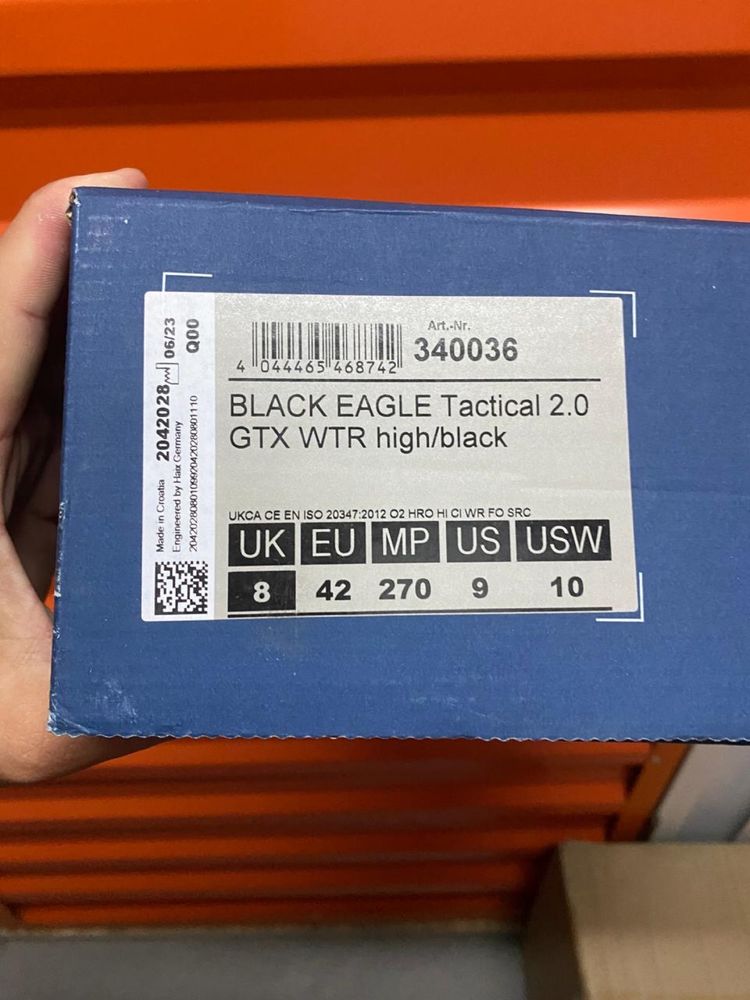 Made in Croatia 2042028 06/23
Engineered by Haix Germany Q00
2042028080109920420280801110
4 044465 468742
Art.-Nr.
340036
BLACK EAGLE Tactical 2.0
GTX WTR high/black
UKCA CE EN ISO 20347:2012 O2 HRO HI CI WR FO SRC
UK EU MP US USW
8 42 270 9 10